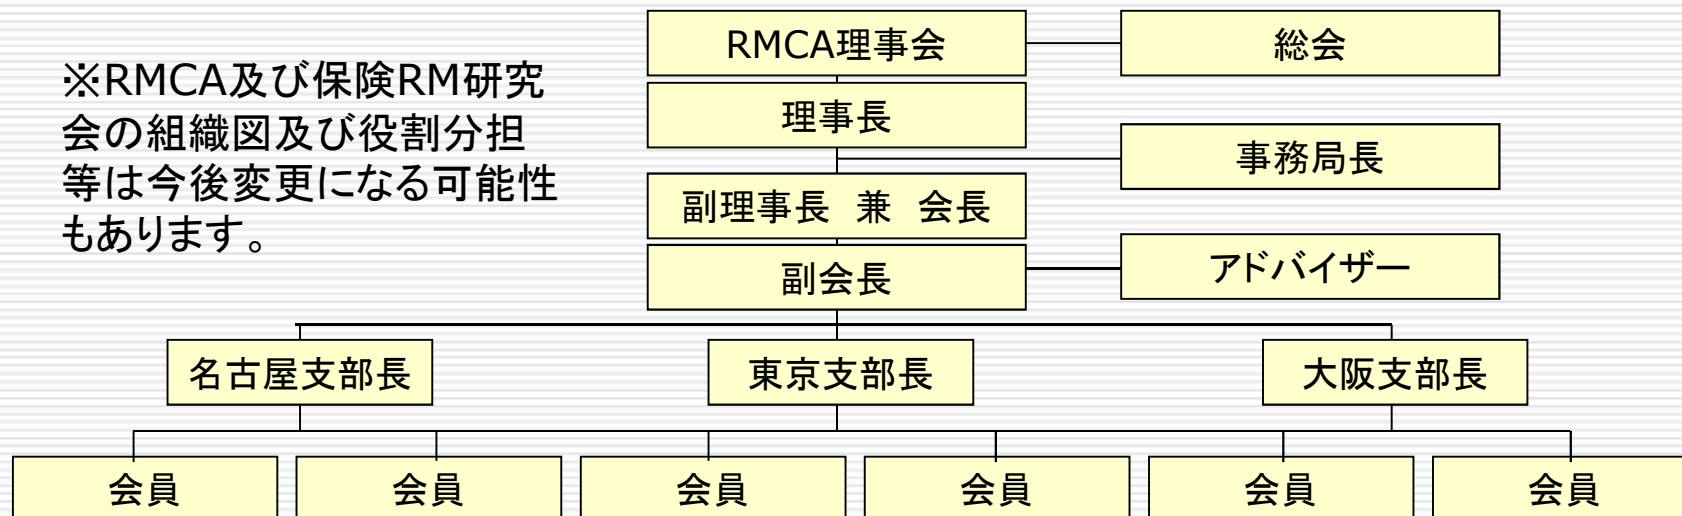 RMCA理事会
総会
※RMCA及び保険RM研究
会の組織図及び役割分担
等は今後変更になる可能性
もあります。
理事長
事務局長
副理事長　兼　会長
副会長
アドバイザー
名古屋支部長
東京支部長
大阪支部長
会員
会員
会員
会員
会員
会員